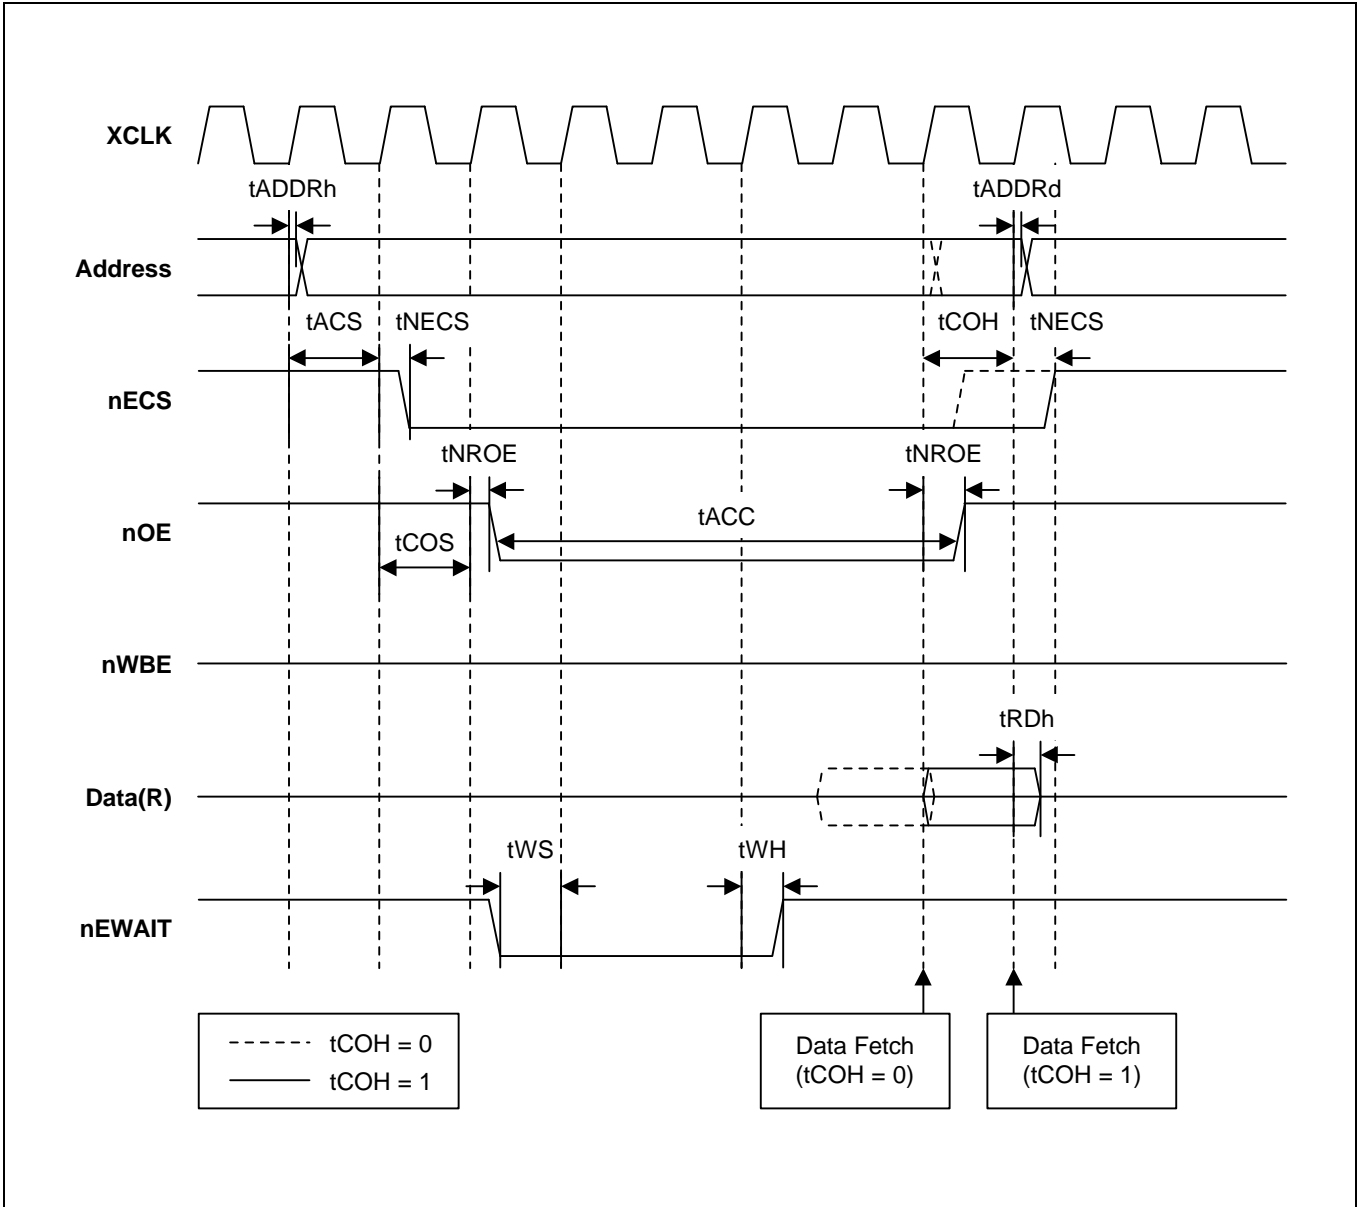 XCLK
tADDRh
tADDRd
Address
tACS
tNECS
tCOH
tNECS
nECS
tNROE
tNROE
nOE
tACC
tCOS
nWBE
tRDh
Data(R)
tWS
tWH
nEWAIT
tCOH = 0
tCOH = 1
Data Fetch
(tCOH = 0)
Data Fetch
(tCOH = 1)